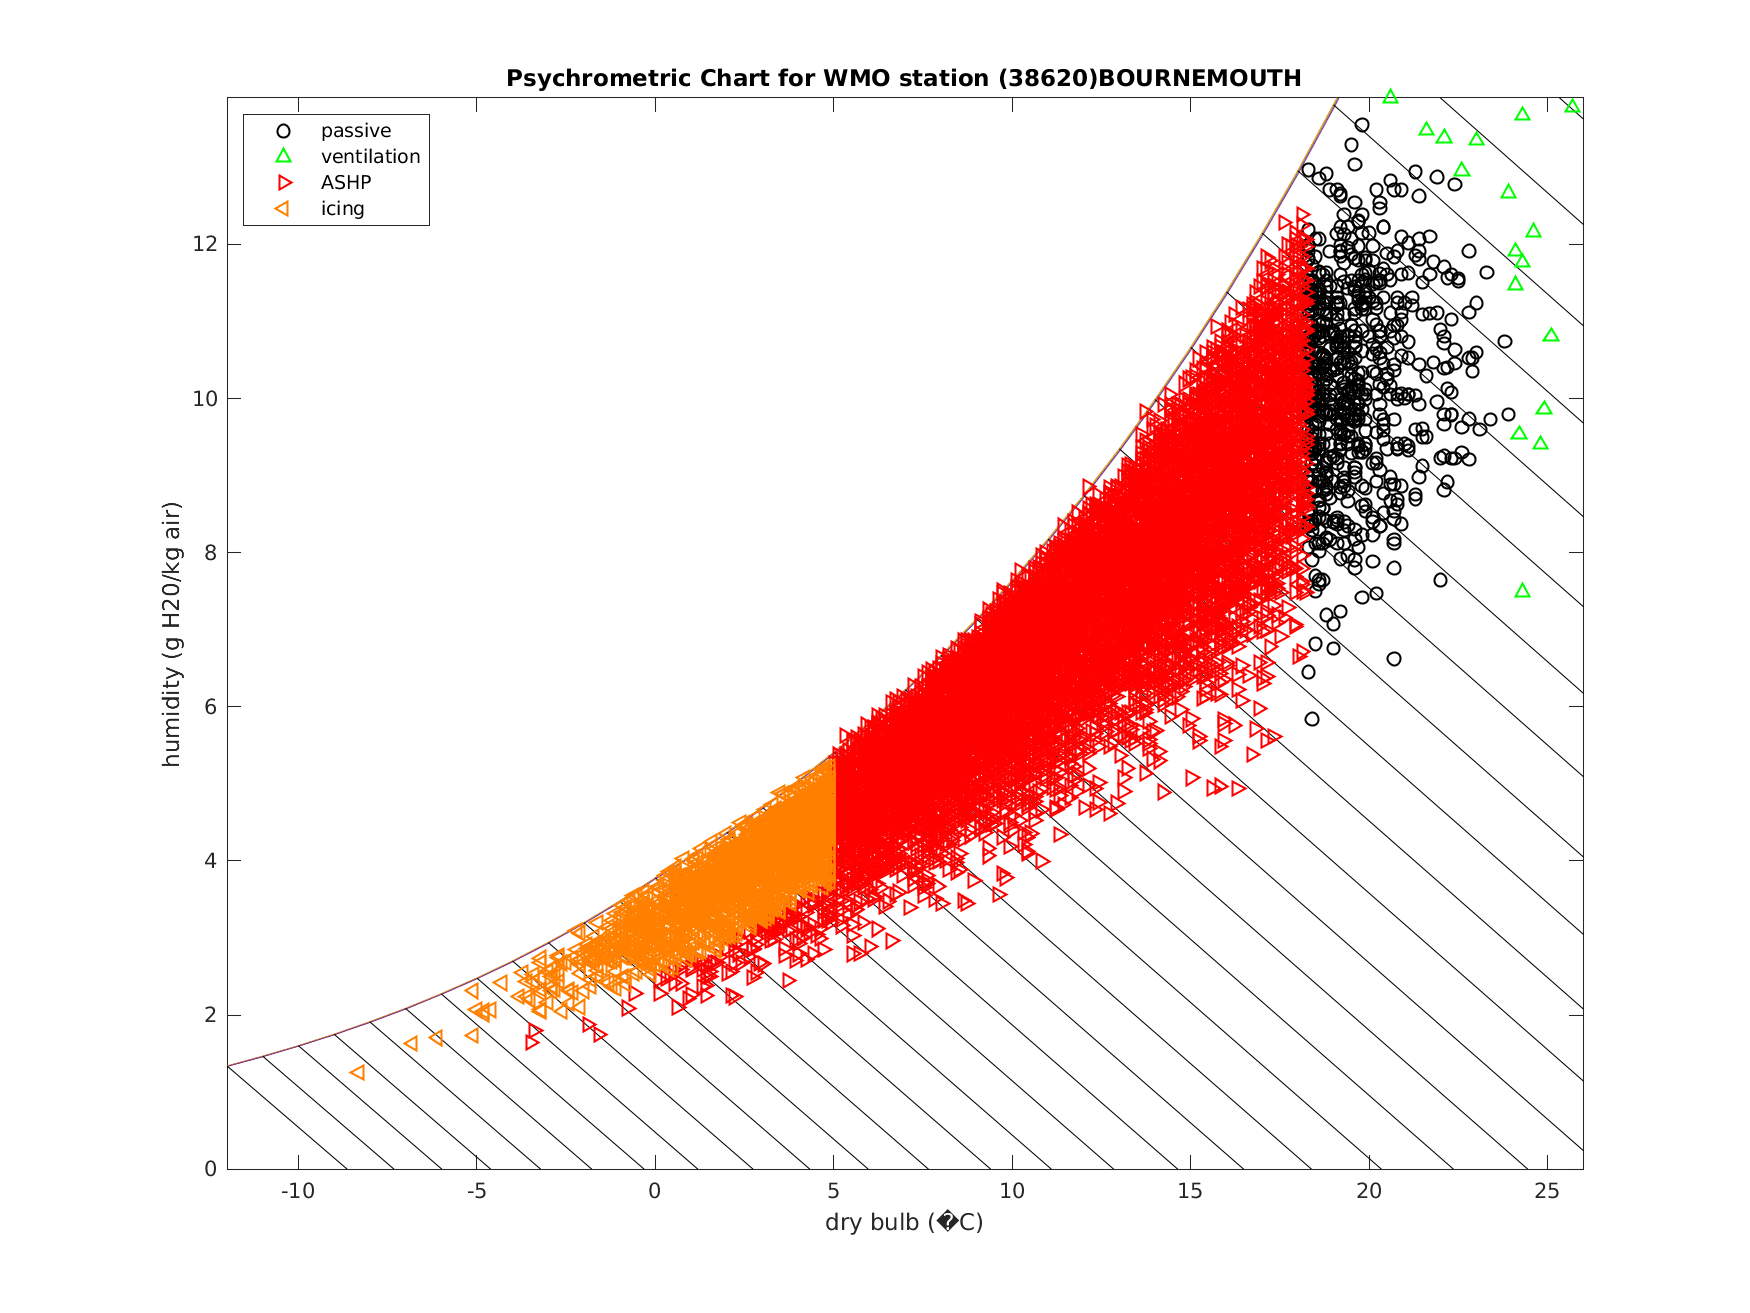 Psychrometric Chart for WMO station (38620)BOURNEMOUTH
passive
ventilation
ASHP
icing
humidity (g H20/kg air)
12
10
8
6
4
2
0
-10 -5 0 5 10 15 20 25
dry bulb (�C)